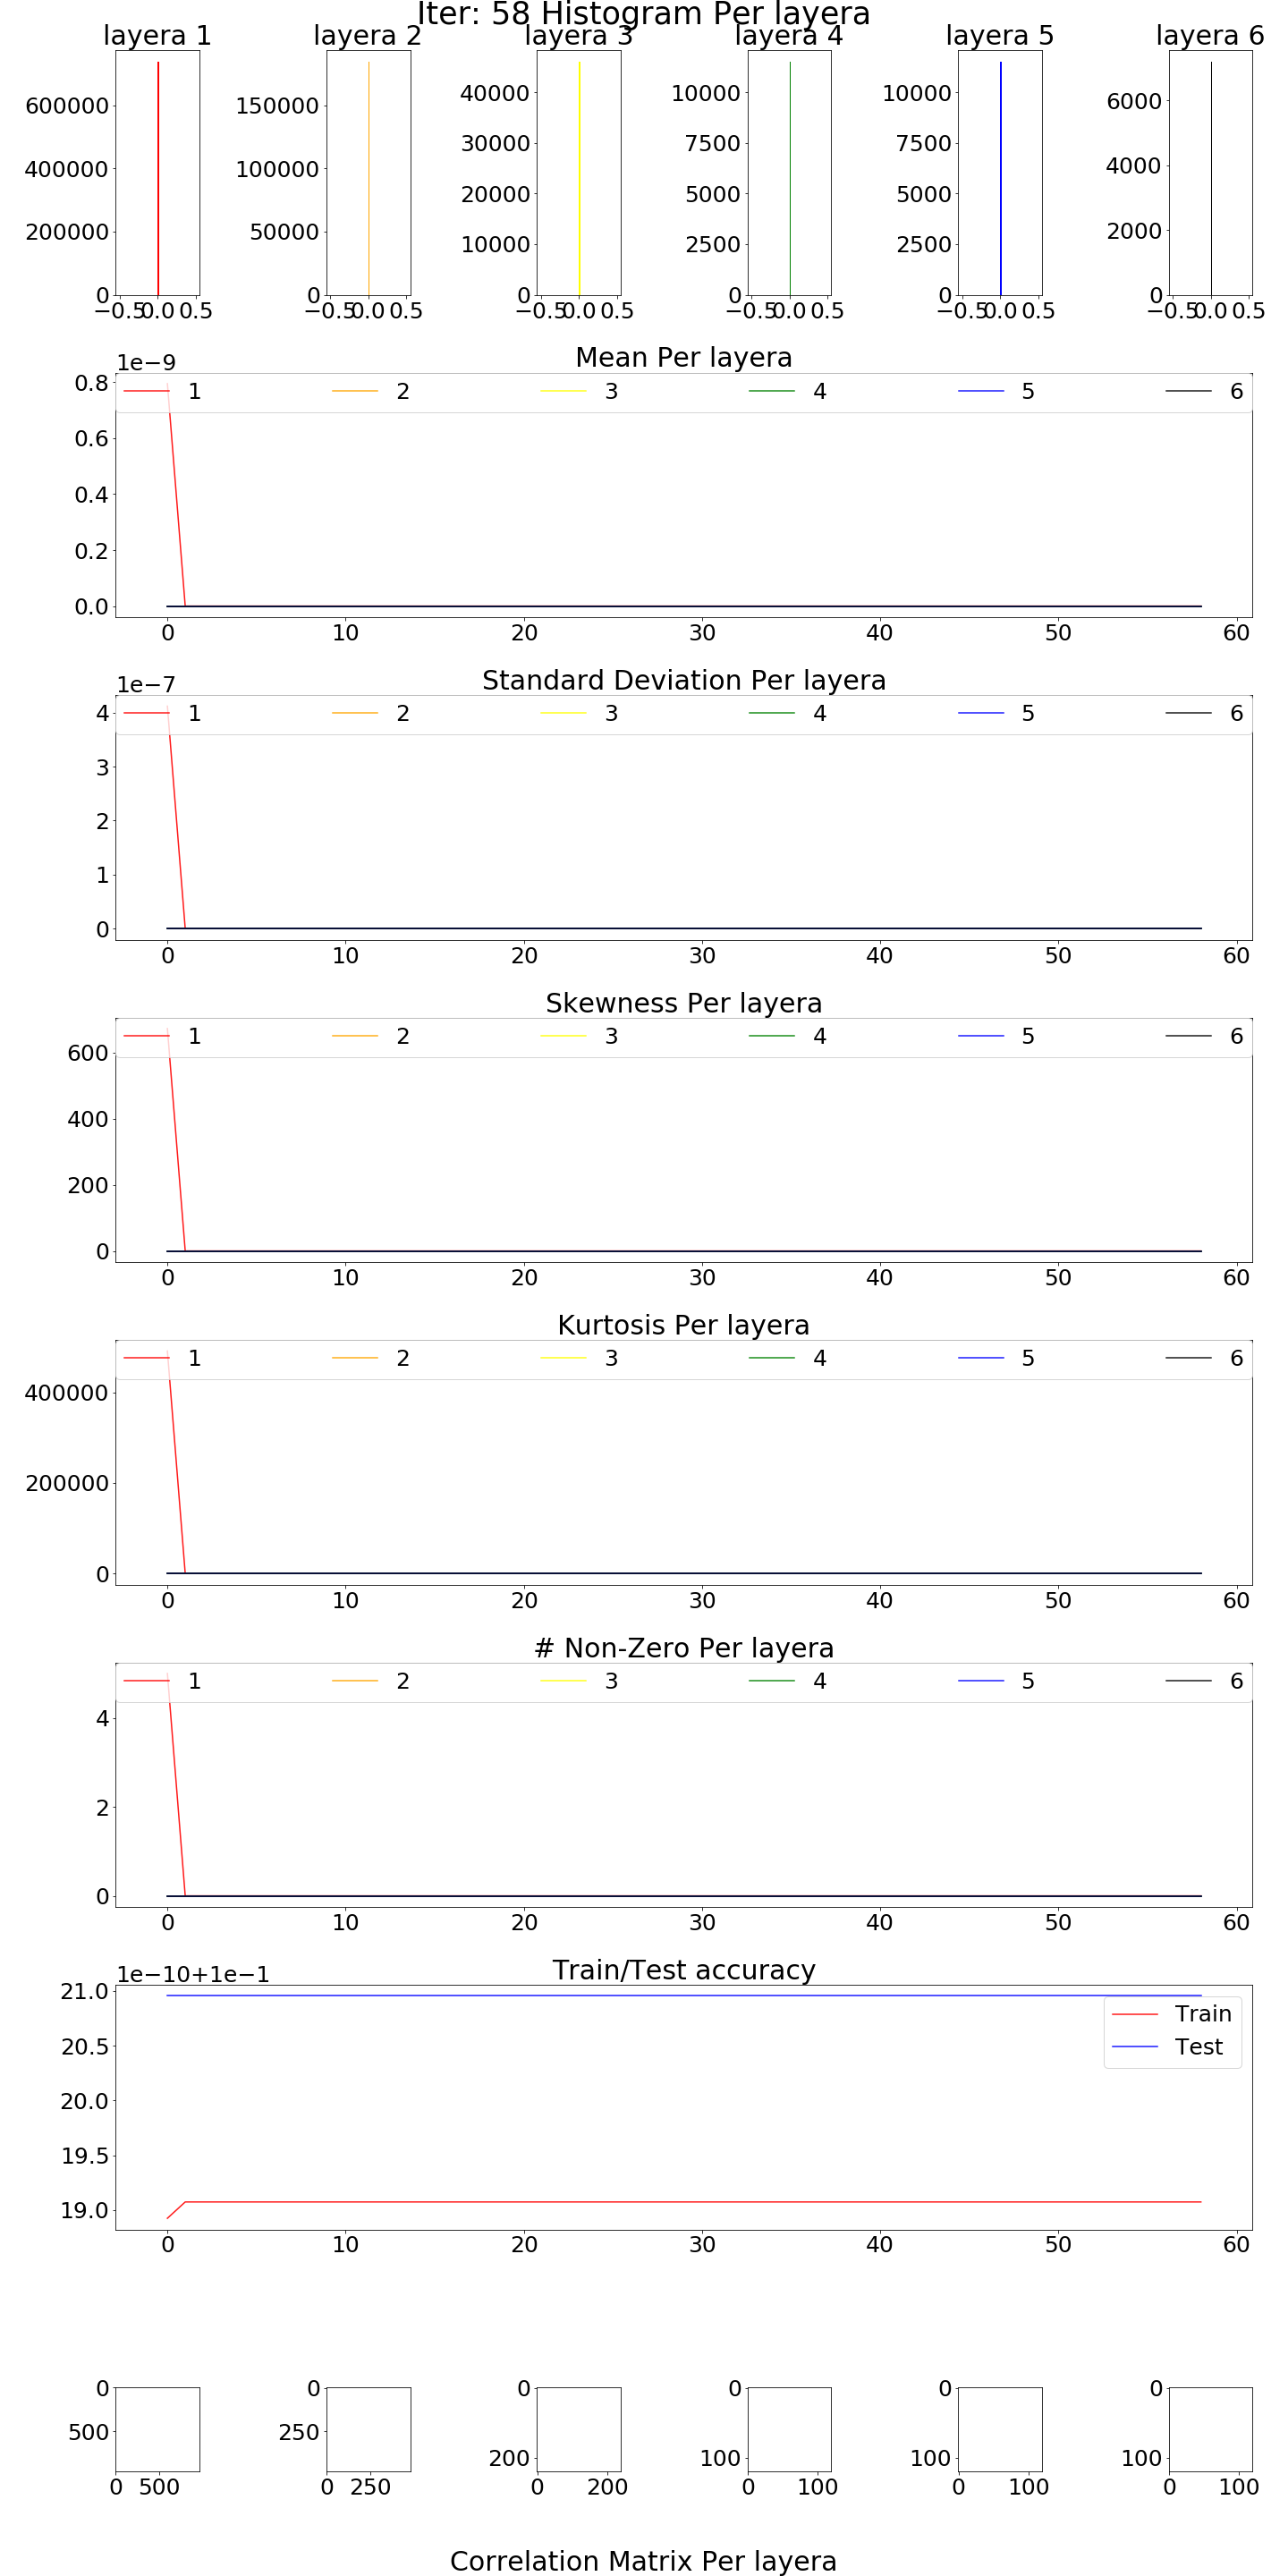 Iter: 58 Histogram Per layera
layera 1 layera 2 layera 3 layera 4 layera 5 layera 6
600000 400000 200000 0
−0.5 0.0 0.5
150000 100000 50000 0
−0.5 0.0 0.5
40000 30000 20000 10000 0
−0.5 0.0 0.5
10000 7500 5000 2500 0
−0.5 0.0 0.5
10000 7500 5000 2500 0
−0.5 0.0 0.5
6000 4000 2000 0
−0.5 0.0 0.5
Mean Per layera
1e−9
1 2 3 4 5 6
0.8 0.6 0.4 0.2 0.0
0 10 20 30 40 50 60
Standard Deviation Per layera
1e−7
1 2 3 4 5 6
4 3 2 1 0
0 10 20 30 40 50 60
Skewness Per layera
1 2 3 4 5 6
600 400 200 0
0 10 20 30 40 50 60
Kurtosis Per layera
1 2 3 4 5 6
400000 200000 0
0 10 20 30 40 50 60
# Non-Zero Per layera
1 2 3 4 5 6
4 2 0
0 10 20 30 40 50 60
Train/Test accuracy
1e−10+1e−1
Train
Test
21.0 20.5 20.0 19.5 19.0
0 10 20 30 40 50 60
0 500
0 500
0 250
0 250
0 200
0 200
0 100
0 100
0 100
0 100
0 100
0 100
Correlation Matrix Per layera